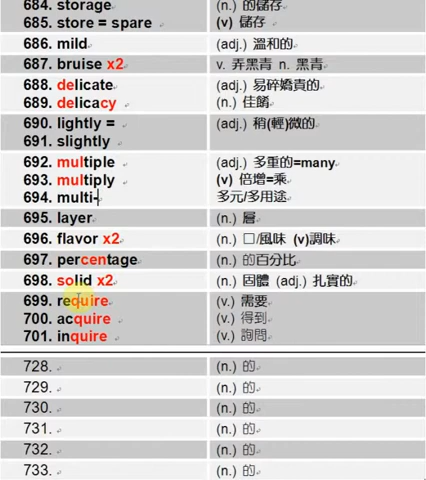 684. storage (n.) 的儲存
685. store = spare (v) 儲存
686. mild (adj.) 溫和的
687. bruise x2 v. 弄黑青 n. 黑青
688. delicate (adj.) 易碎嬌貴的
689. delicacy (n.) 佳餚
690. lightly = (adj.) 稍(輕)微的
691. slightly
692. multiple (adj.) 多重的=many
693. multiply (v) 倍增=乘
694. multi- 多元/多用途
695. layer (n.) 層
696. flavor x2 (n.) □/風味 (v)調味
697. percentage (n.) 的百分比
698. solid x2 (n.) 固體 (adj.) 扎實的
699. require (v.) 需要
700. acquire (v.) 得到
701. inquire (v.) 詢問
728. (n.) 的
729. (n.) 的
730. (n.) 的
731. (n.) 的
732. (n.) 的
733. (n.) 的